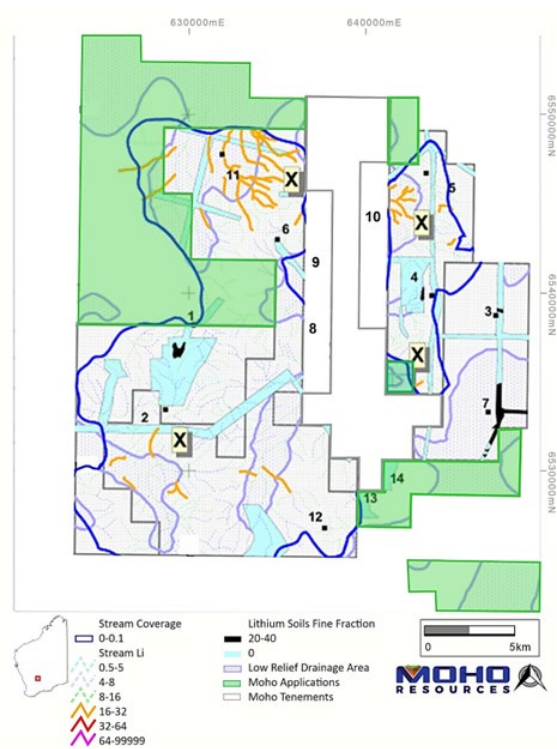 630000mE 640000mE
6550000mN
X
11
5
X
6
10
9
4
6540000mN
3
1
8
X
7
2
X
6530000mN
14
13
12
Stream Coverage
0-0.1
Stream Li
0.5-5
4-8
8-16
16-32
32-64
64-99999
Lithium Soils Fine Fraction
20-40
0
Low Relief Drainage Area
Moho Applications
Moho Tenements
0 5km
MOHO
RESOURCES